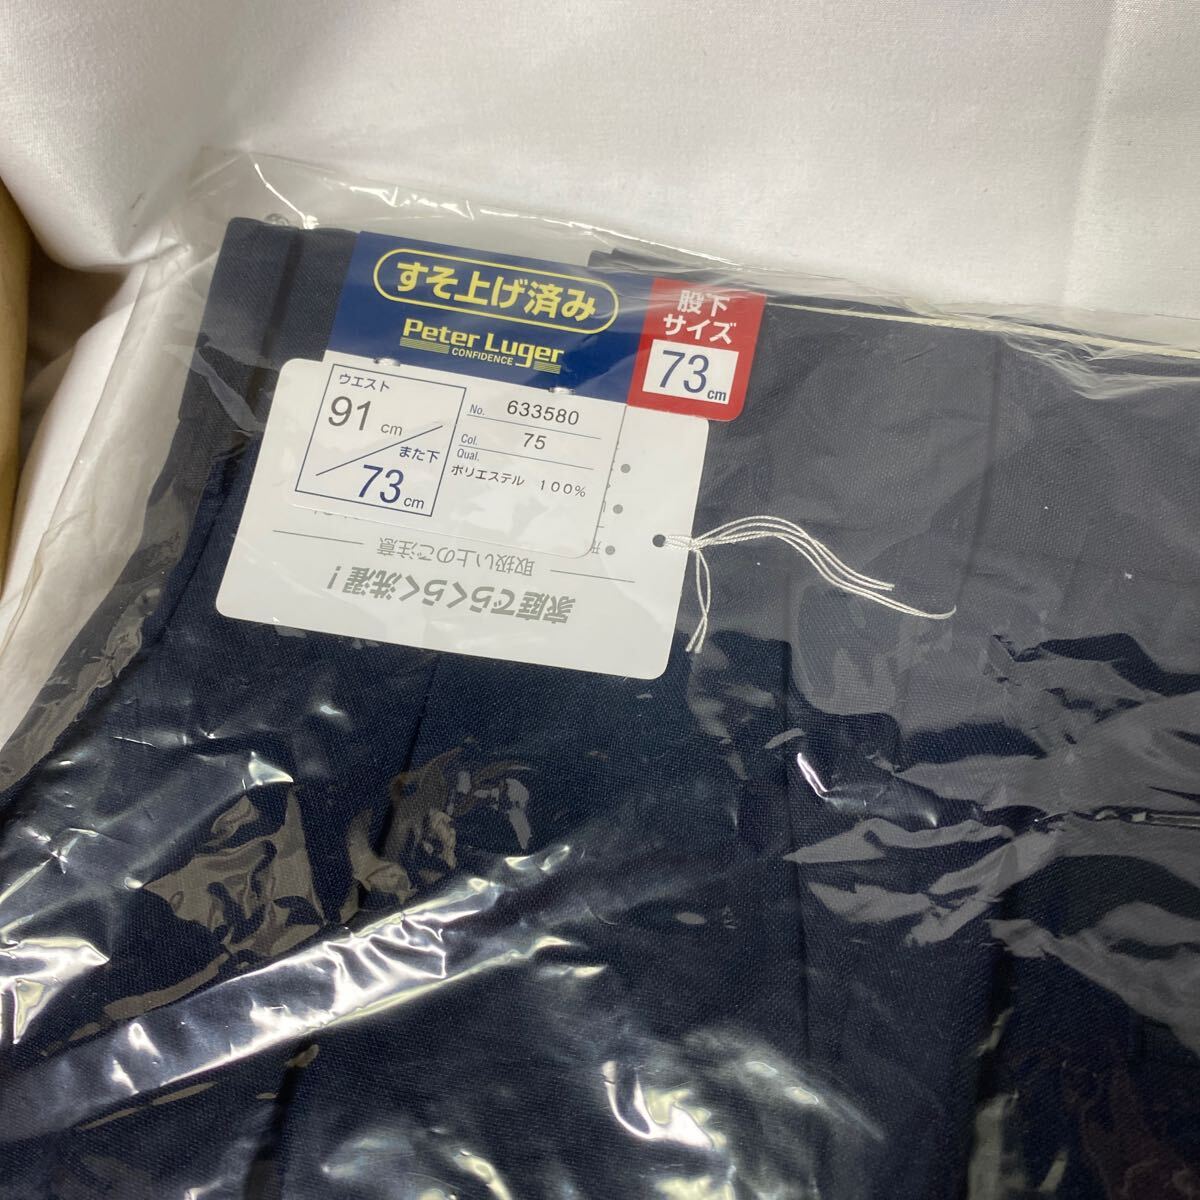 すそ上げ済み
Peter Luger
CONFIDENCE
股下
サイズ
73cm
ウエスト
91 cm
また下
73cm
No. 633580
Col. 75
Qual.
ポリエステル 100%
家庭でらくらく洗濯！
取扱い上のご注意